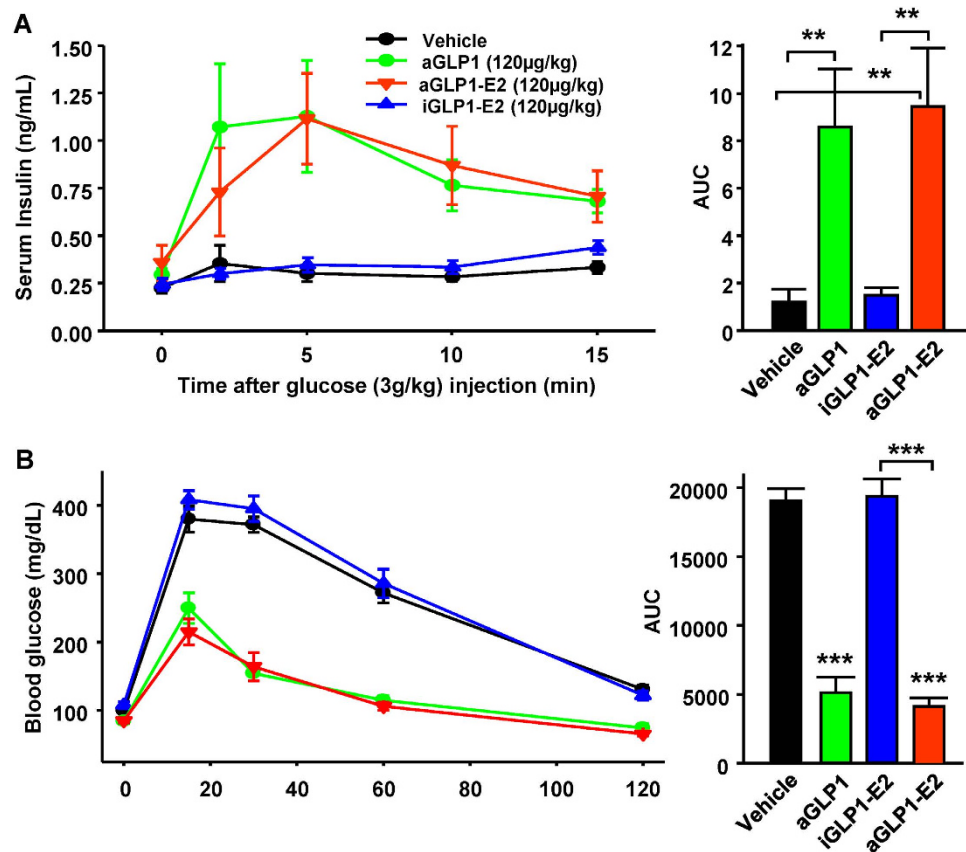 A
Serum Insulin (ng/mL)
1.50
1.25
1.00
0.75
0.50
0.25
0.00
Vehicle
aGLP1 (120µg/kg)
aGLP1-E2 (120µg/kg)
iGLP1-E2 (120µg/kg)
0 5 10 15
Time after glucose (3g/kg) injection (min)
AUC
12
10
8
6
4
2
0
**
**
**
Vehicle
aGLP1
iGLP1-E2
aGLP1-E2
B
Blood glucose (mg/dL)
400
300
200
100
0 20 40 60 80 100 120
AUC
20000
15000
10000
5000
0
***
***
***
Vehicle
aGLP1
iGLP1-E2
aGLP1-E2